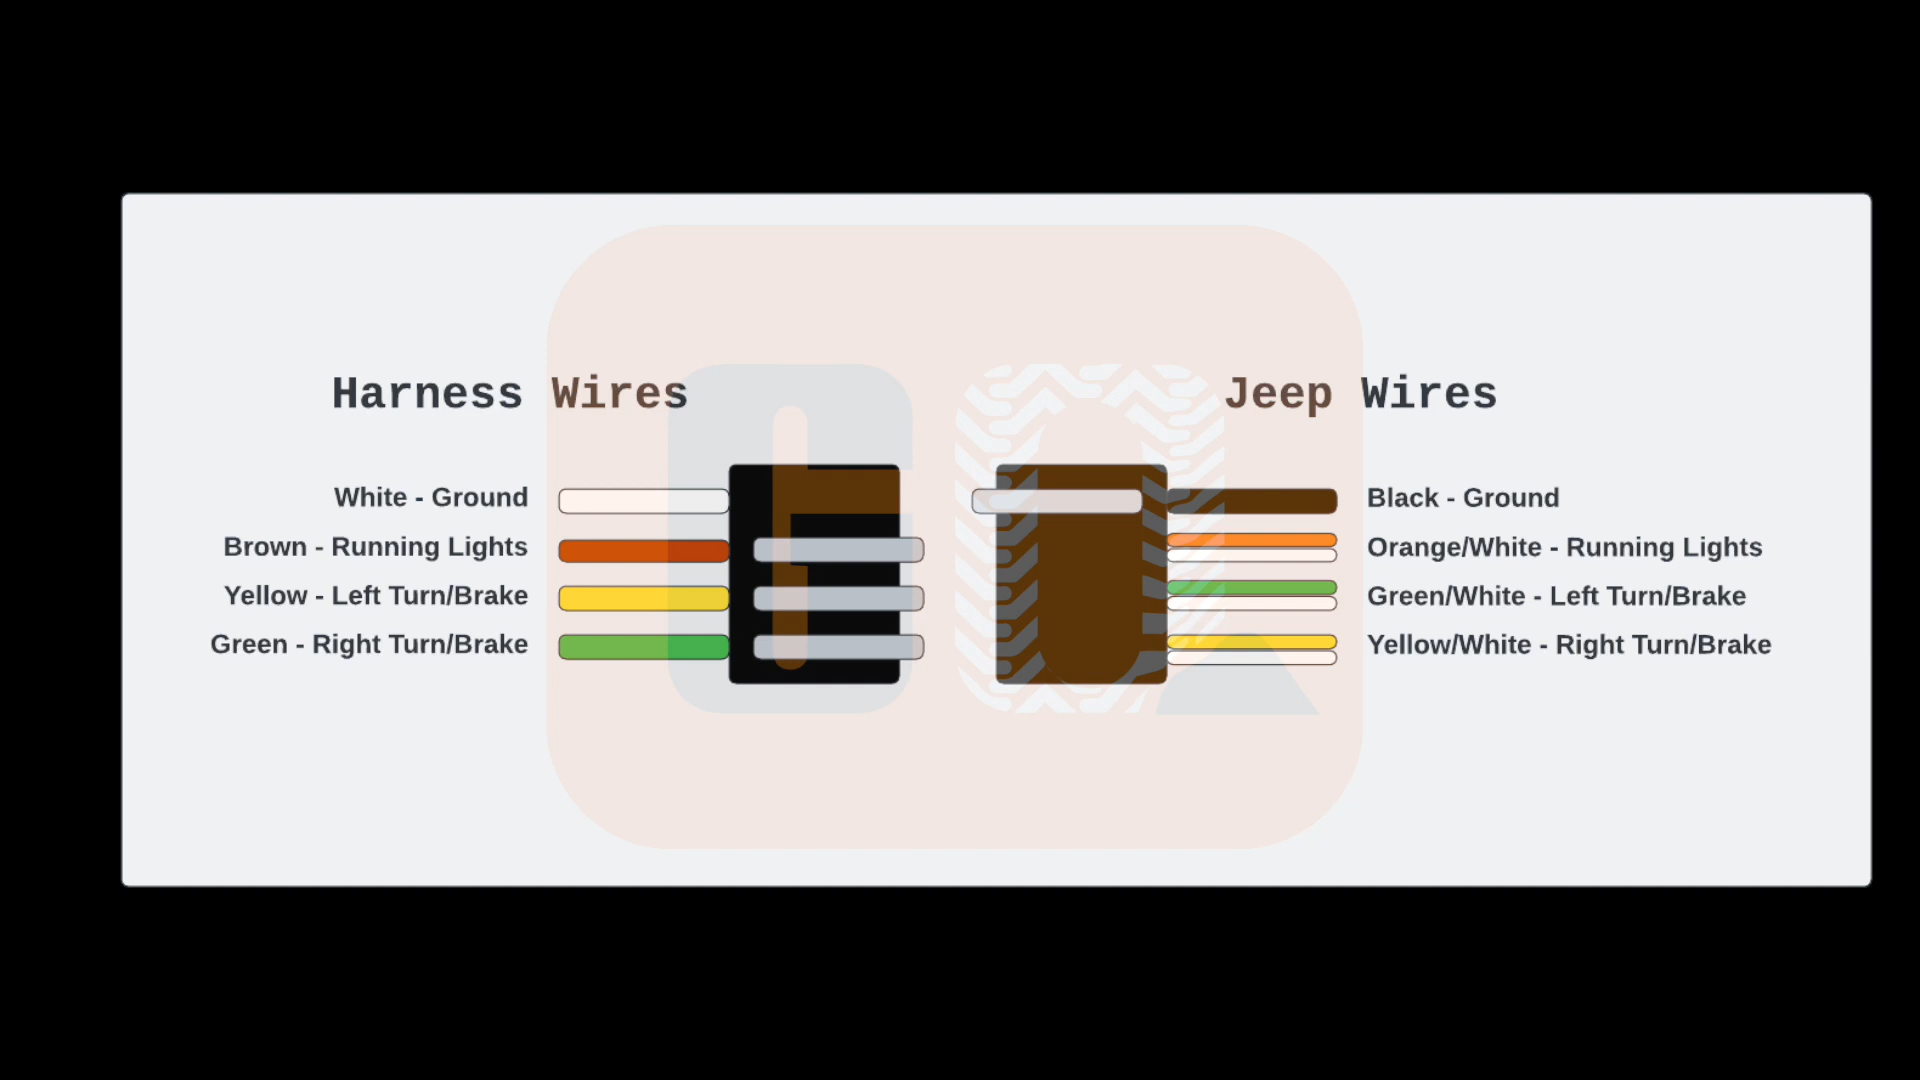 Harness Wires
Jeep Wires
White - Ground
Black - Ground
Brown - Running Lights
Orange/White - Running Lights
Yellow - Left Turn/Brake
Green/White - Left Turn/Brake
Green - Right Turn/Brake
Yellow/White - Right Turn/Brake